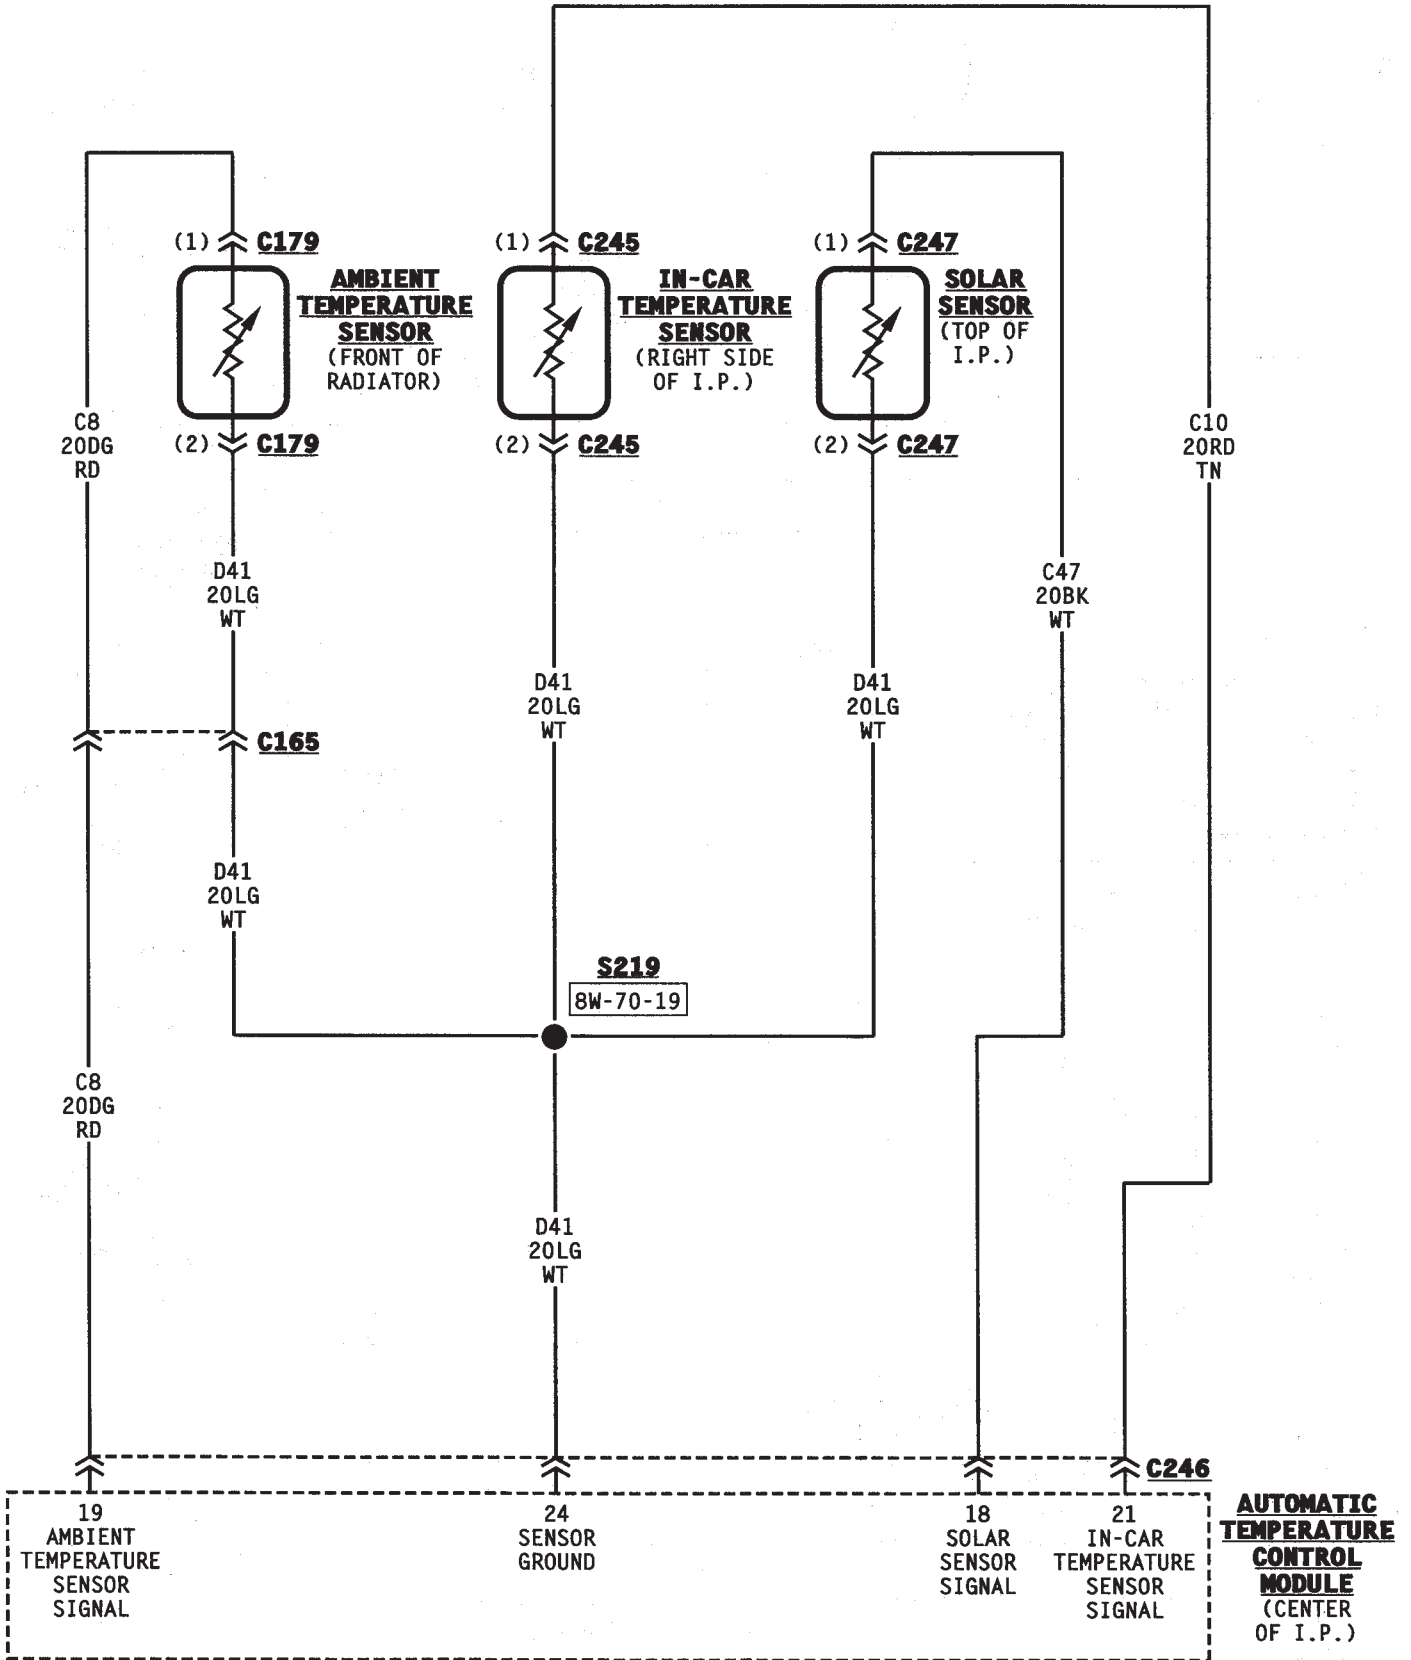 (1) C179
(1) C245
(1) C247
AMBIENT
TEMPERATURE
SENSOR
(FRONT OF
RADIATOR)
IN-CAR
TEMPERATURE
SENSOR
(RIGHT SIDE
OF I.P.)
SOLAR
SENSOR
(TOP OF
I.P.)
(2) C179
(2) C245
(2) C247
C8
20DG
RD
C10
20RD
TN
D41
20LG
WT
C47
20BK
WT
D41
20LG
WT
D41
20LG
WT
C165
D41
20LG
WT
S219
8W-70-19
C8
20DG
RD
D41
20LG
WT
C246
19
AMBIENT
TEMPERATURE
SENSOR
SIGNAL
24
SENSOR
GROUND
18
SOLAR
SENSOR
SIGNAL
21
IN-CAR
TEMPERATURE
SENSOR
SIGNAL
AUTOMATIC
TEMPERATURE
CONTROL
MODULE
(CENTER
OF I.P.)